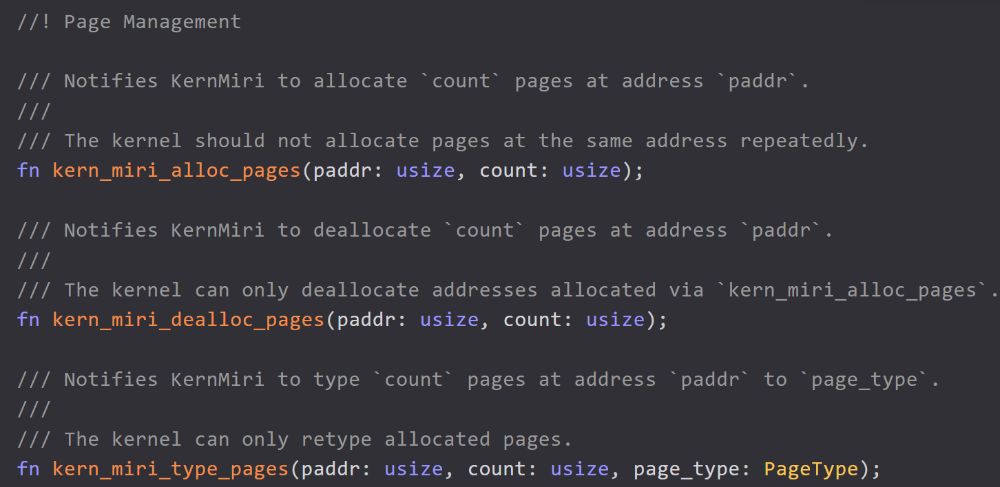 //! Page Management
/// Notifies KernMiri to allocate `count` pages at address `paddr`.
///
/// The kernel should not allocate pages at the same address repeatedly.
fn kern_miri_alloc_pages(paddr: usize, count: usize);
/// Notifies KernMiri to deallocate `count` pages at address `paddr`.
///
/// The kernel can only deallocate addresses allocated via `kern_miri_alloc_pages`.
fn kern_miri_dealloc_pages(paddr: usize, count: usize);
/// Notifies KernMiri to type `count` pages at address `paddr` to `page_type`.
///
/// The kernel can only retype allocated pages.
fn kern_miri_type_pages(paddr: usize, count: usize, page_type: PageType);